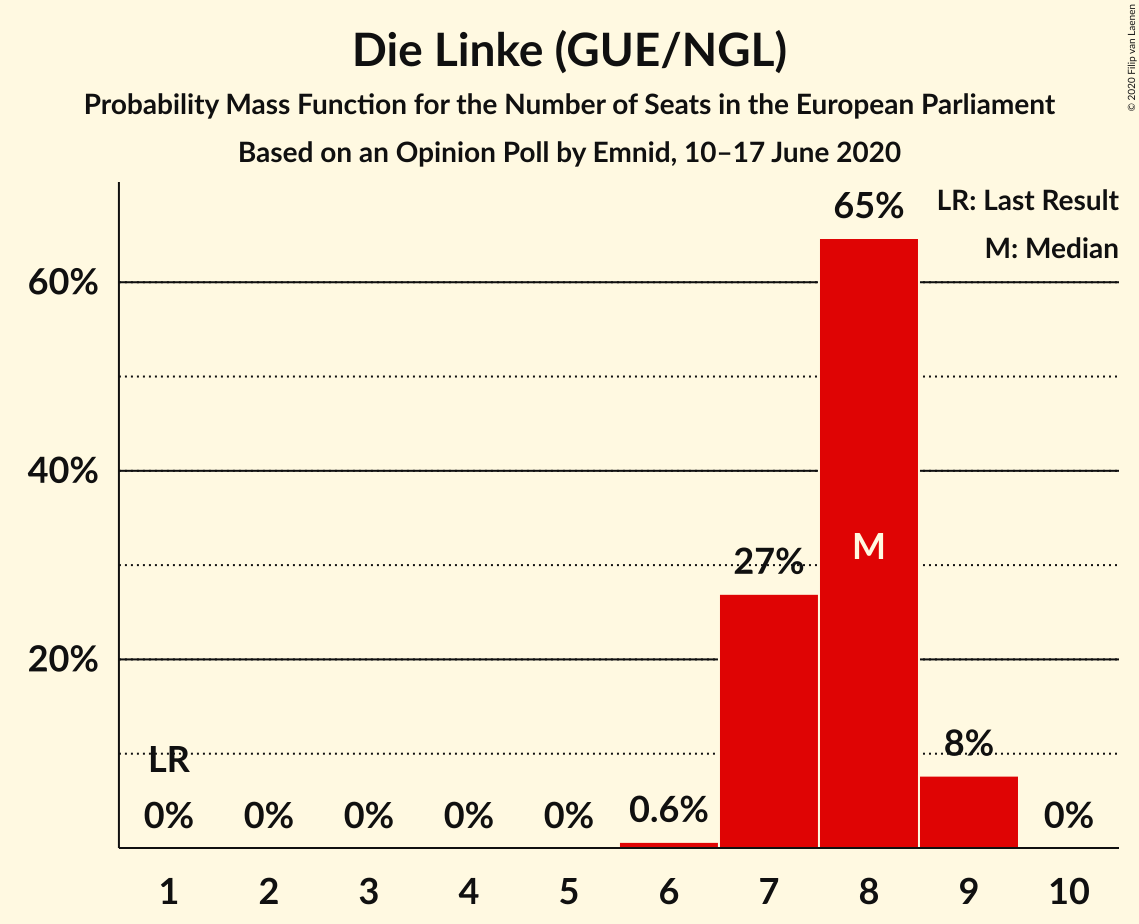 Die Linke (GUE/NGL)
Probability Mass Function for the Number of Seats in the European Parliament
Based on an Opinion Poll by Emnid, 10–17 June 2020
© 2020 Filip van Laenen
LR: Last Result
M: Median
65%
60%
40%
27%
M
20%
LR
8%
0% 0% 0% 0% 0% 0.6% 0%
1 2 3 4 5 6 7 8 9 10